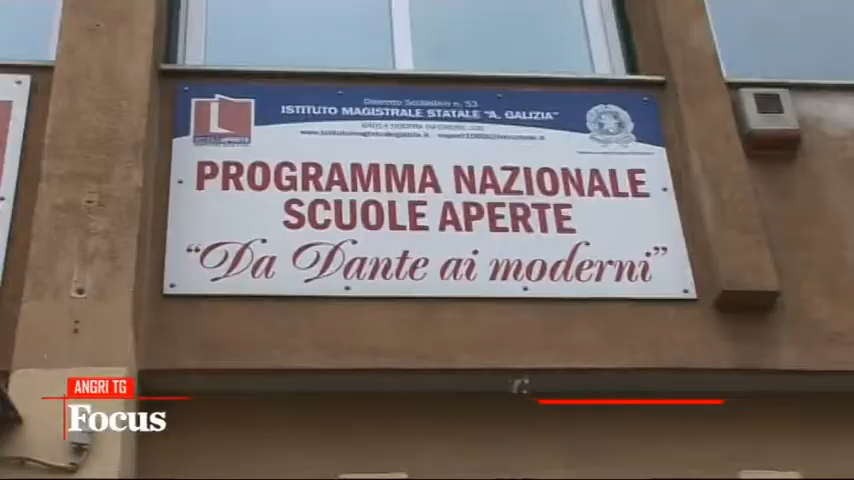 Distretto Scolastico n. 53
ISTITUTO MAGISTRALE STATALE "A. GALIZIA"
PROGRAMMA NAZIONALE
SCUOLE APERTE
"Da Dante ai moderni"
ANGRI TG
Focus